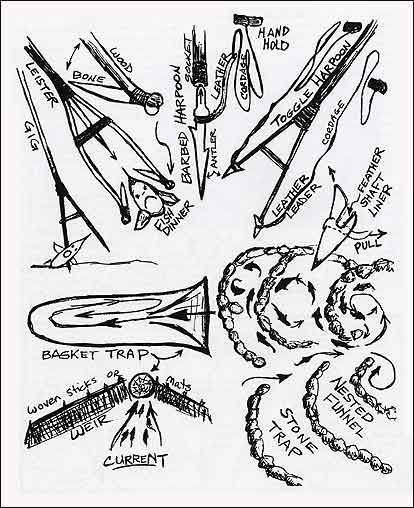 LEISTER
BONE
WOOD
GIG
FISH
DINNER
BARBED HARPOON
SOCKET
LEATHER
CORDAGE
HAND
HOLD
ANTLER
TOGGLE HARPOON
CORDAGE
LEATHER
LEADER
FEATHER
SHAFT
LINER
PULL
BASKET TRAP
woven sticks or mats
WEIR
CURRENT
STONE
TRAP
NESTED
FUNNEL